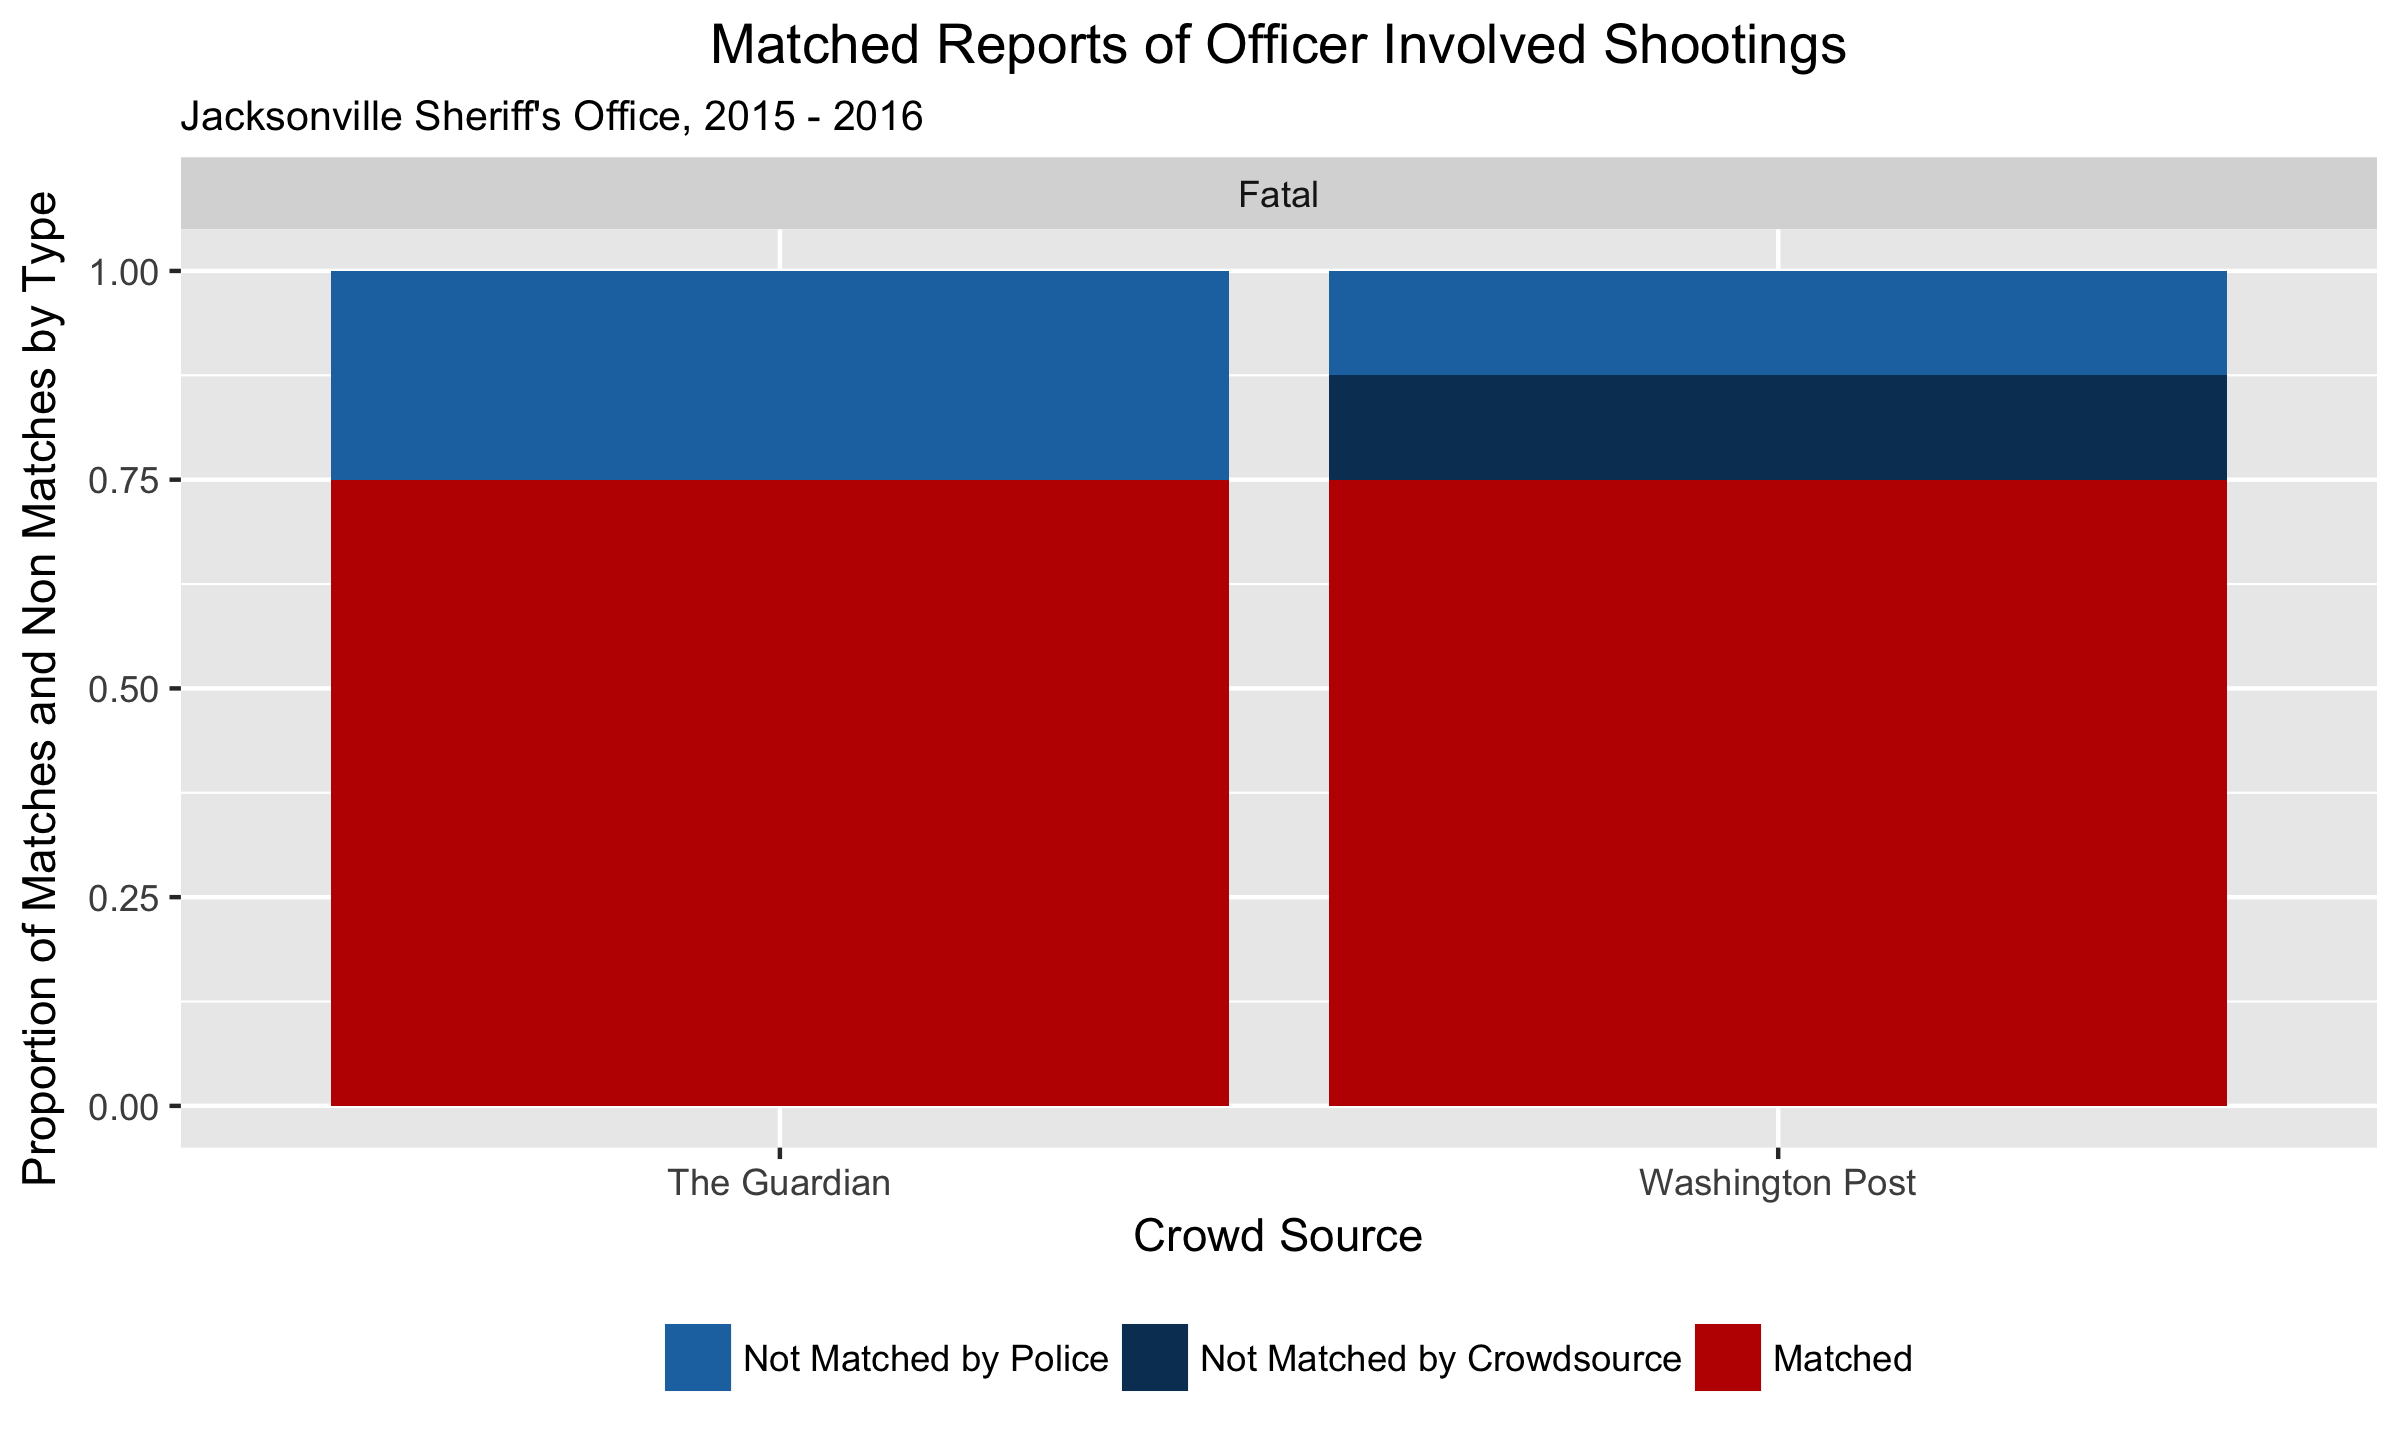 Matched Reports of Officer Involved Shootings
Jacksonville Sheriff's Office, 2015 - 2016
Fatal
Proportion of Matches and Non Matches by Type
1.00
0.75
0.50
0.25
0.00
The Guardian
Washington Post
Crowd Source
Not Matched by Police
Not Matched by Crowdsource
Matched